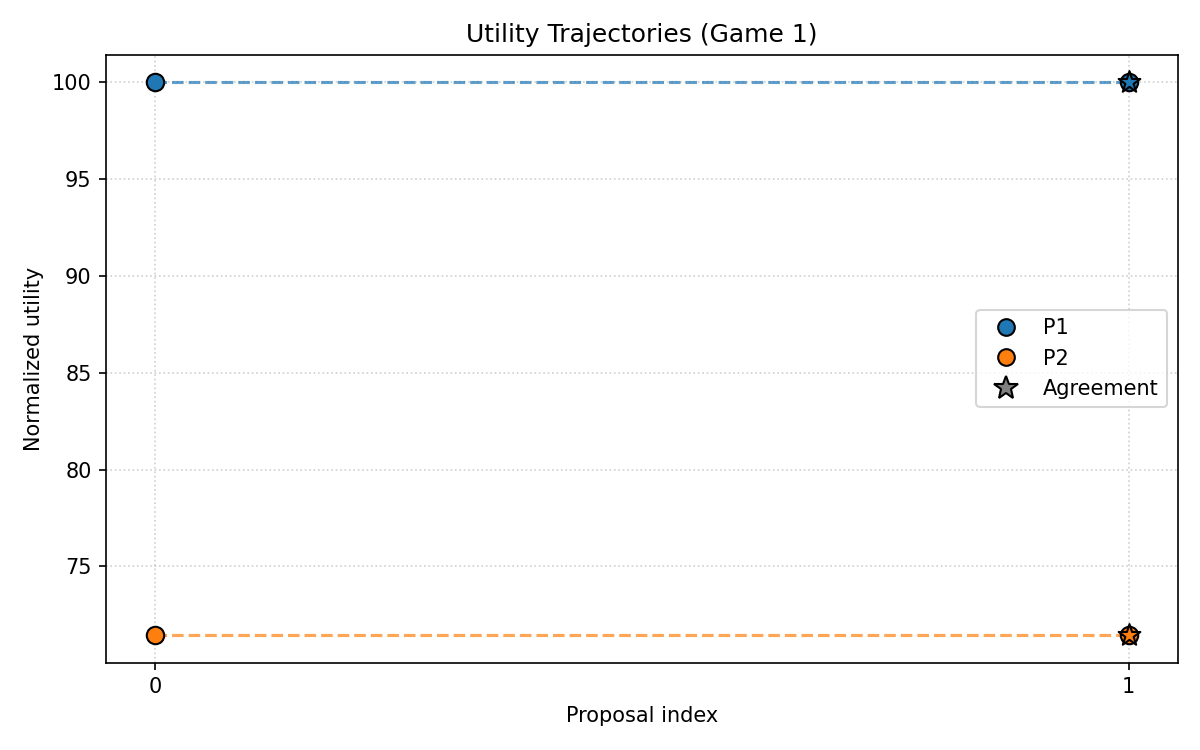 Utility Trajectories (Game 1)
Normalized utility
100
95
90
85
80
75
P1
P2
Agreement
0
1
Proposal index